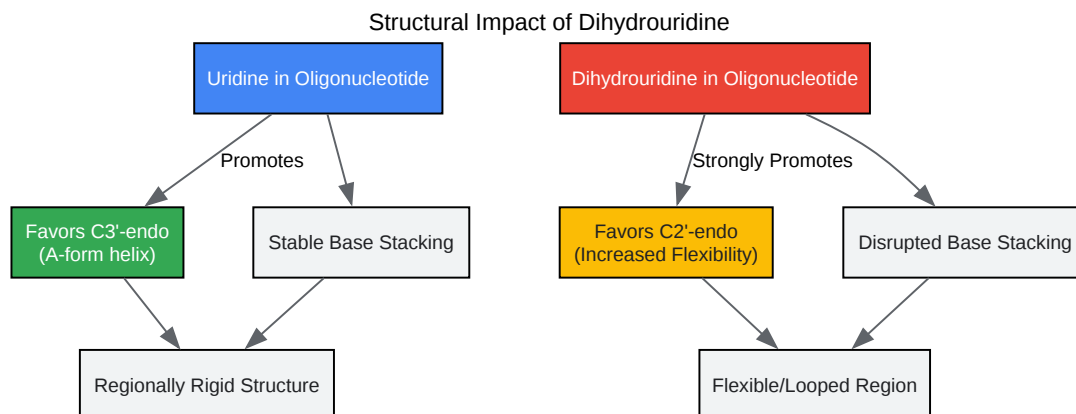 Structural Impact of Dihydrouridine
Uridine in Oligonucleotide
Dihydrouridine in Oligonucleotide
Promotes
Strongly Promotes
Favors C3'-endo
(A-form helix)
Stable Base Stacking
Favors C2'-endo
(Increased Flexibility)
Disrupted Base Stacking
Regionally Rigid Structure
Flexible/Looped Region